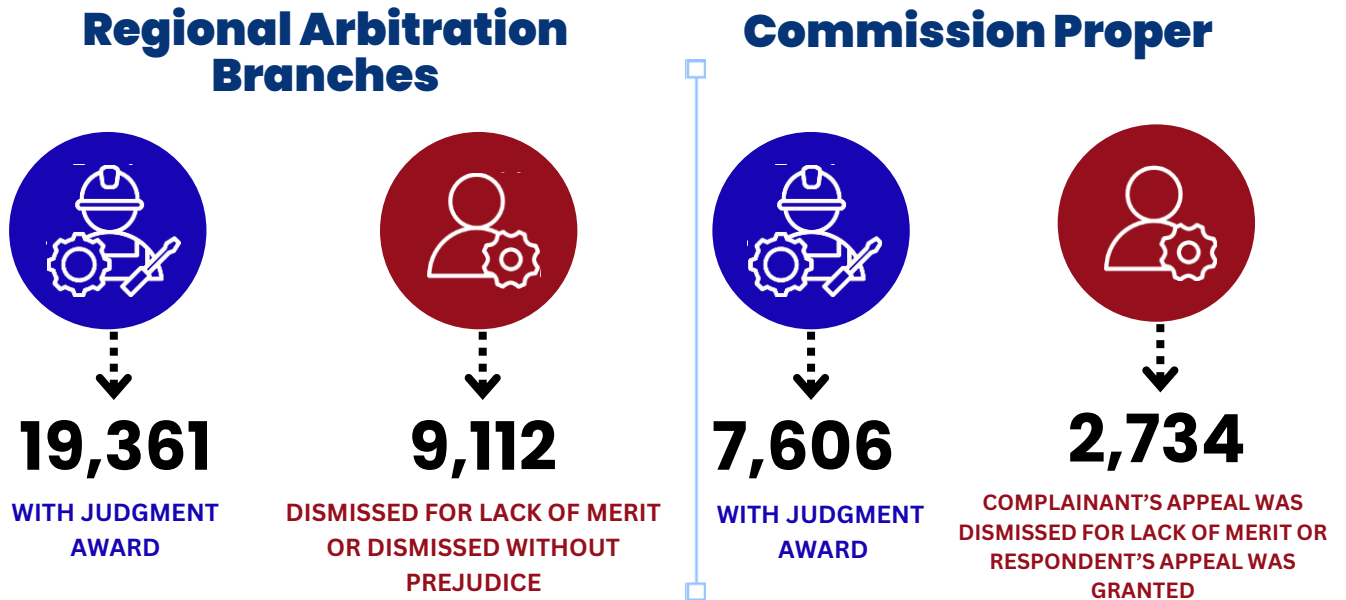 Regional Arbitration
Branches
19,361
WITH JUDGMENT
AWARD
9,112
DISMISSED FOR LACK OF MERIT
OR DISMISSED WITHOUT
PREJUDICE
Commission Proper
7,606
WITH JUDGMENT
AWARD
2,734
COMPLAINANT’S APPEAL WAS
DISMISSED FOR LACK OF MERIT OR
RESPONDENT’S APPEAL WAS
GRANTED